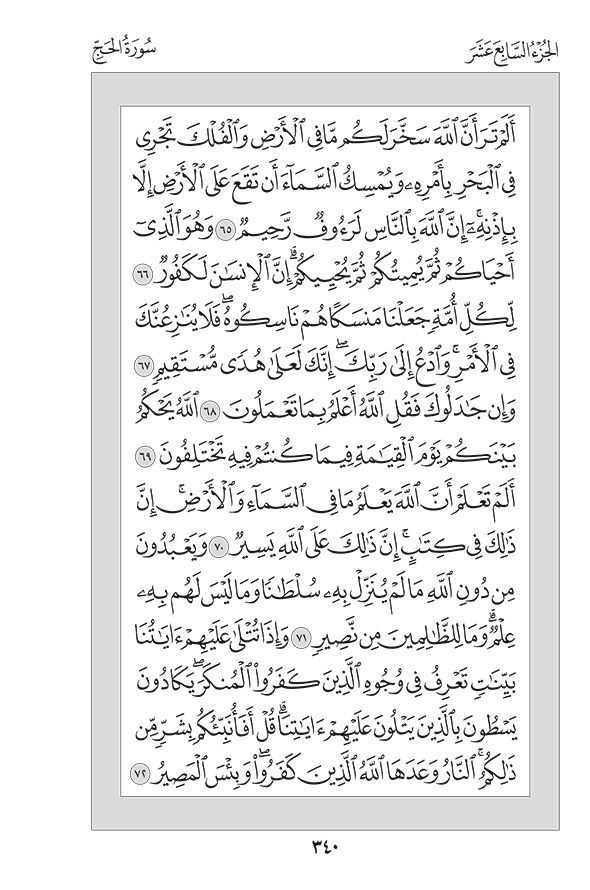 الجُزْءُ السَّابِعَ عَشَرَ
سُورَةُ الحَجِّ
أَلَمْ تَرَ أَنَّ ٱللَّهَ سَخَّرَ لَكُم مَّا فِى ٱلْأَرْضِ وَٱلْفُلْكَ تَجْرِى
فِى ٱلْبَحْرِ بِأَمْرِهِۦ وَيُمْسِكُ ٱلسَّمَآءَ أَن تَقَعَ عَلَى ٱلْأَرْضِ إِلَّا
بِإِذْنِهِۦٓ ۗ إِنَّ ٱللَّهَ بِٱلنَّاسِ لَرَءُوفٌ رَّحِيمٌ ٦٥ وَهُوَ ٱلَّذِىٓ
أَحْيَاكُمْ ثُمَّ يُمِيتُكُمْ ثُمَّ يُحْيِيكُمْ ۗ إِنَّ ٱلْإِنسَٰنَ لَكَفُورٌ ٦٦
لِّكُلِّ أُمَّةٍ جَعَلْنَا مَنسَكًا هُمْ نَاسِكُوهُ ۖ فَلَا يُنَٰزِعُنَّكَ
فِى ٱلْأَمْرِ ۚ وَٱدْعُ إِلَىٰ رَبِّكَ ۖ إِنَّكَ لَعَلَىٰ هُدًى مُّسْتَقِيمٍ ٦٧
وَإِن جَٰدَلُوكَ فَقُلِ ٱللَّهُ أَعْلَمُ بِمَا تَعْمَلُونَ ٦٨ ٱللَّهُ يَحْكُمُ
بَيْنَكُمْ يَوْمَ ٱلْقِيَٰمَةِ فِيمَا كُنتُمْ فِيهِ تَخْتَلِفُونَ ٦٩
أَلَمْ تَعْلَمْ أَنَّ ٱللَّهَ يَعْلَمُ مَا فِى ٱلسَّمَآءِ وَٱلْأَرْضِ ۗ إِنَّ
ذَٰلِكَ فِى كِتَٰبٍ ۚ إِنَّ ذَٰلِكَ عَلَى ٱللَّهِ يَسِيرٌ ٧٠ وَيَعْبُدُونَ
مِن دُونِ ٱللَّهِ مَا لَمْ يُنَزِّلْ بِهِۦ سُلْطَٰنًا وَمَا لَيْسَ لَهُم بِهِۦ
عِلْمٌ ۗ وَمَا لِلظَّٰلِمِينَ مِن نَّصِيرٍ ٧١ وَإِذَا تُتْلَىٰ عَلَيْهِمْ ءَايَٰتُنَا
بَيِّنَٰتٍ تَعْرِفُ فِى وُجُوهِ ٱلَّذِينَ كَفَرُوا۟ ٱلْمُنكَرَ ۖ يَكَادُونَ
يَسْطُونَ بِٱلَّذِينَ يَتْلُونَ عَلَيْهِمْ ءَايَٰتِنَا ۗ قُلْ أَفَأُنَبِّئُكُم بِشَرٍّ مِّن
ذَٰلِكُمُ ۚ ٱلنَّارُ وَعَدَهَا ٱللَّهُ ٱلَّذِينَ كَفَرُوا۟ ۖ وَبِئْسَ ٱلْمَصِيرُ ٧٢
٣٤٠